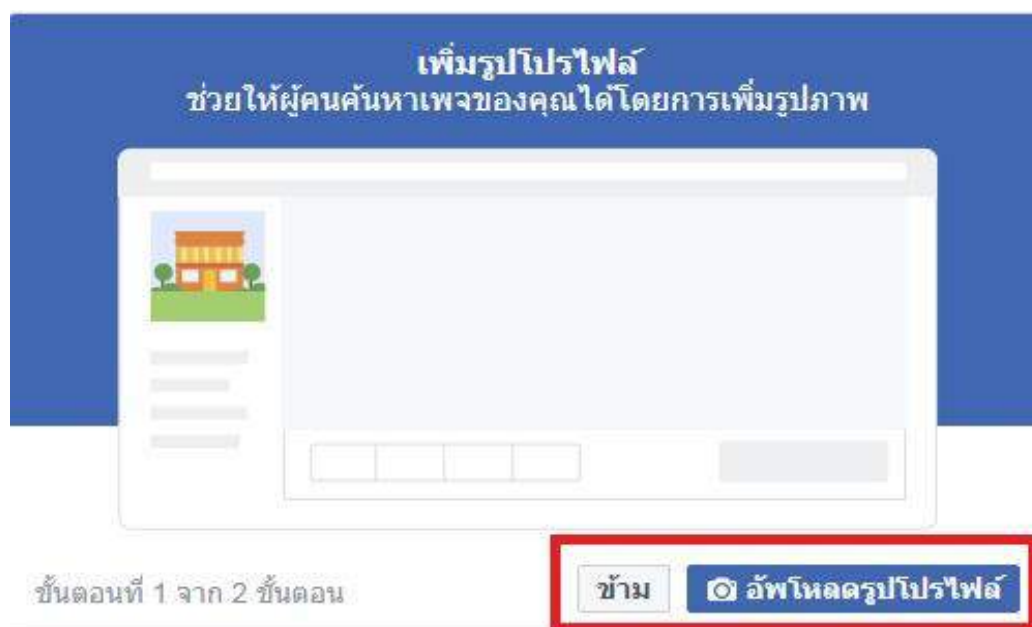 เพิ่มรูปโปรไฟล์
ช่วยให้ผู้คนค้นหาเพจของคุณได้โดยการเพิ่มรูปภาพ
ขั้นตอนที่ 1 จาก 2 ขั้นตอน
ข้าม
อัพโหลดรูปโปรไฟล์